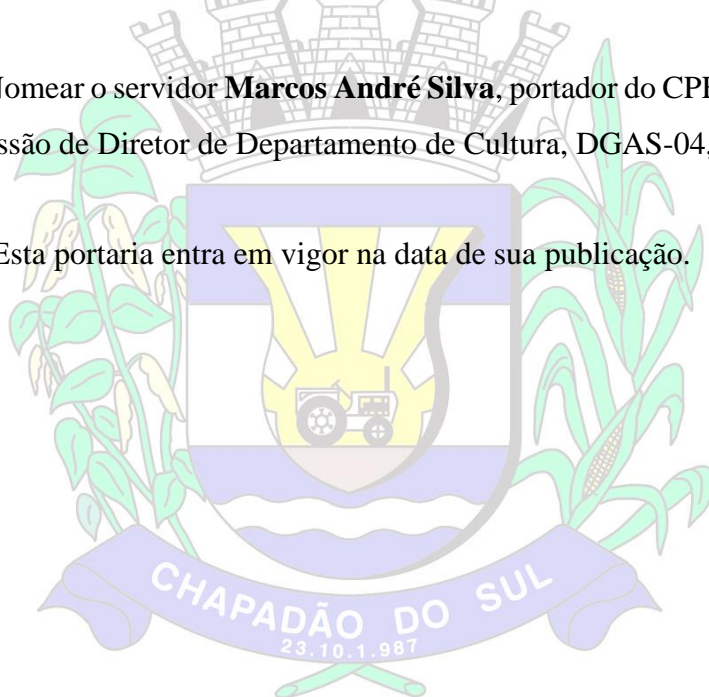 Nomear o servidor Marcos André Silva, portador do CPF
ssão de Diretor de Departamento de Cultura, DGAS-04,
Esta portaria entra em vigor na data de sua publicação.
CHAPADÃO DO SUL
23.10.1.987